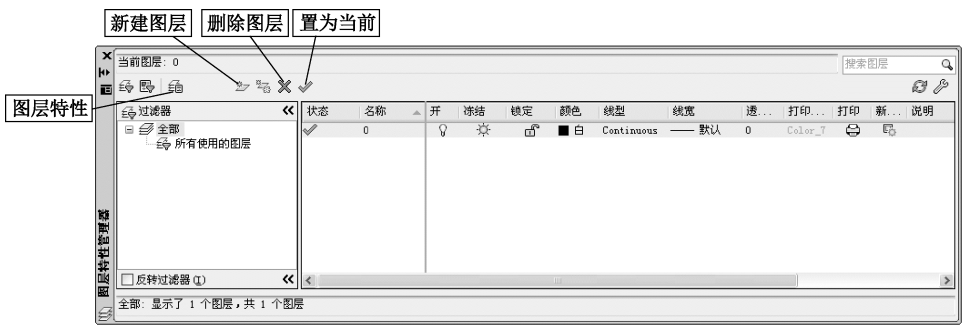 新建图层 删除图层 置为当前
当前图层: 0
搜索图层
图层特性
过滤器
全部
所有使用的图层
反转过滤器(I)
状态 名称 开 冻结 锁定 颜色 线型 线宽 透... 打印... 打印 新... 说明
0 白 Continuous 默认 0 Color_7
图层特性管理器
全部: 显示了 1 个图层，共 1 个图层